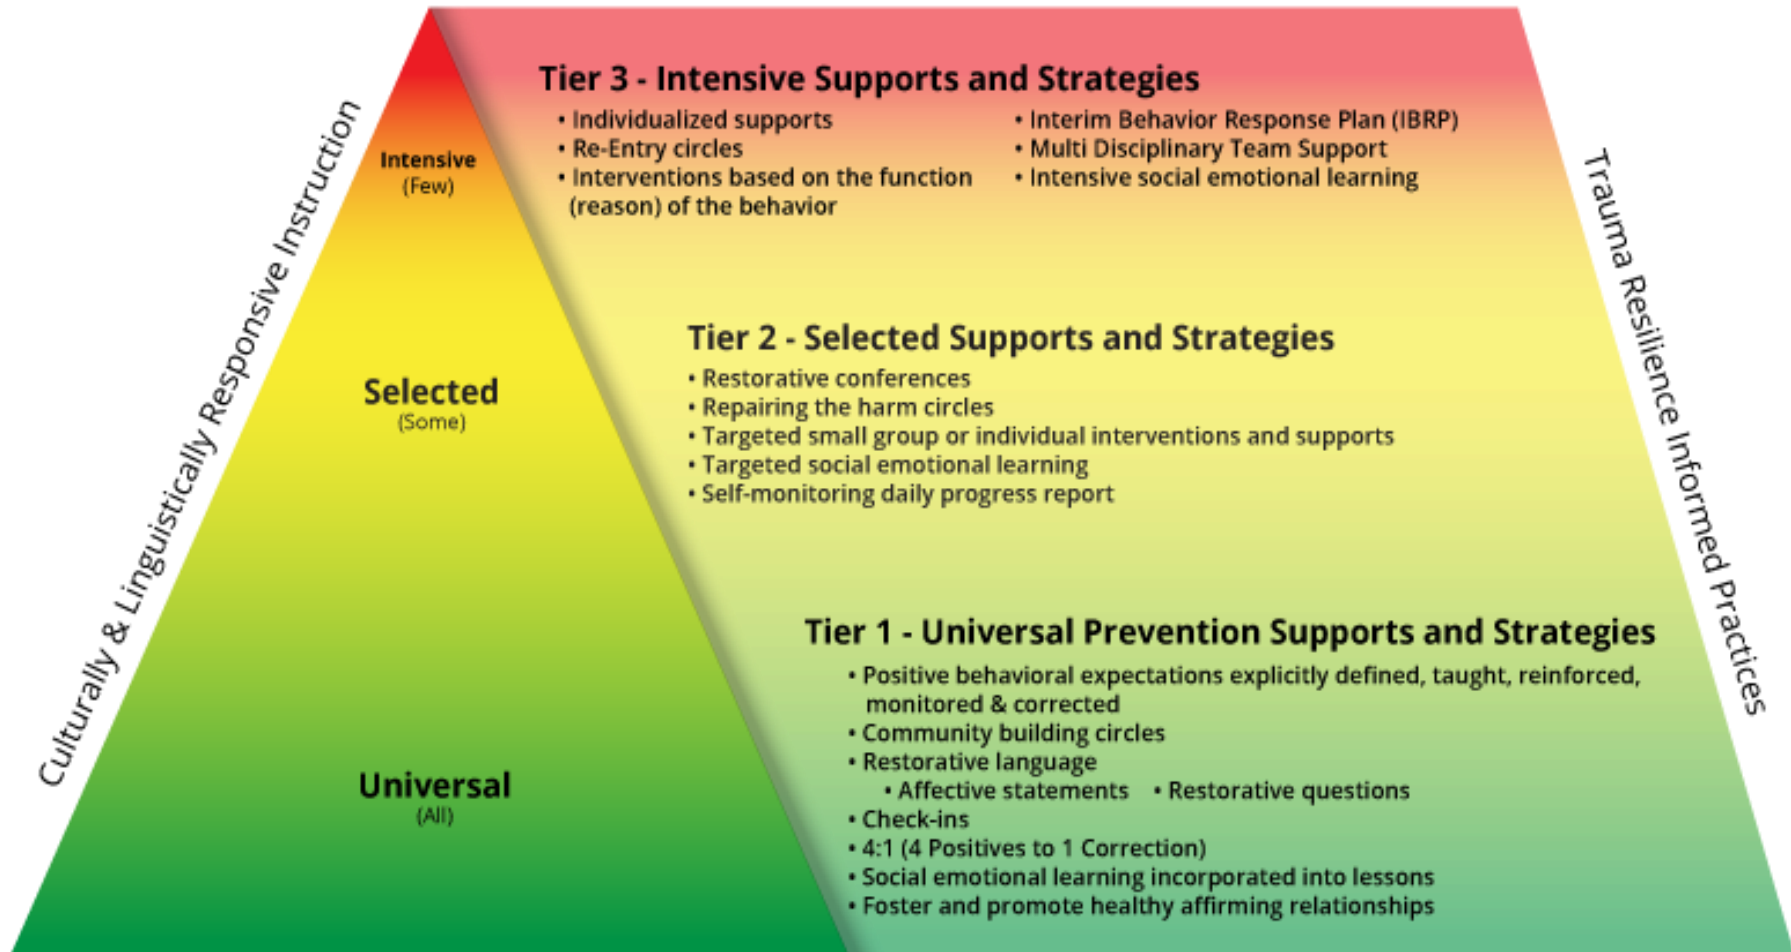 Culturally & Linguistically Responsive Instruction
Intensive
(Few)
Selected
(Some)
Universal
(All)
Tier 3 - Intensive Supports and Strategies
• Individualized supports
• Re-Entry circles
• Interventions based on the function
(reason) of the behavior
• Interim Behavior Response Plan (IBRP)
• Multi Disciplinary Team Support
• Intensive social emotional learning
Tier 2 - Selected Supports and Strategies
• Restorative conferences
• Repairing the harm circles
• Targeted small group or individual interventions and supports
• Targeted social emotional learning
• Self-monitoring daily progress report
Tier 1 - Universal Prevention Supports and Strategies
• Positive behavioral expectations explicitly defined, taught, reinforced,
monitored & corrected
• Community building circles
• Restorative language
• Affective statements • Restorative questions
• Check-ins
• 4:1 (4 Positives to 1 Correction)
• Social emotional learning incorporated into lessons
• Foster and promote healthy affirming relationships
Trauma Resilience Informed Practices